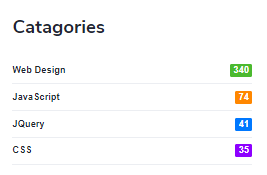 Catagories
Web Design 340
JavaScript 74
JQuery 41
CSS 35